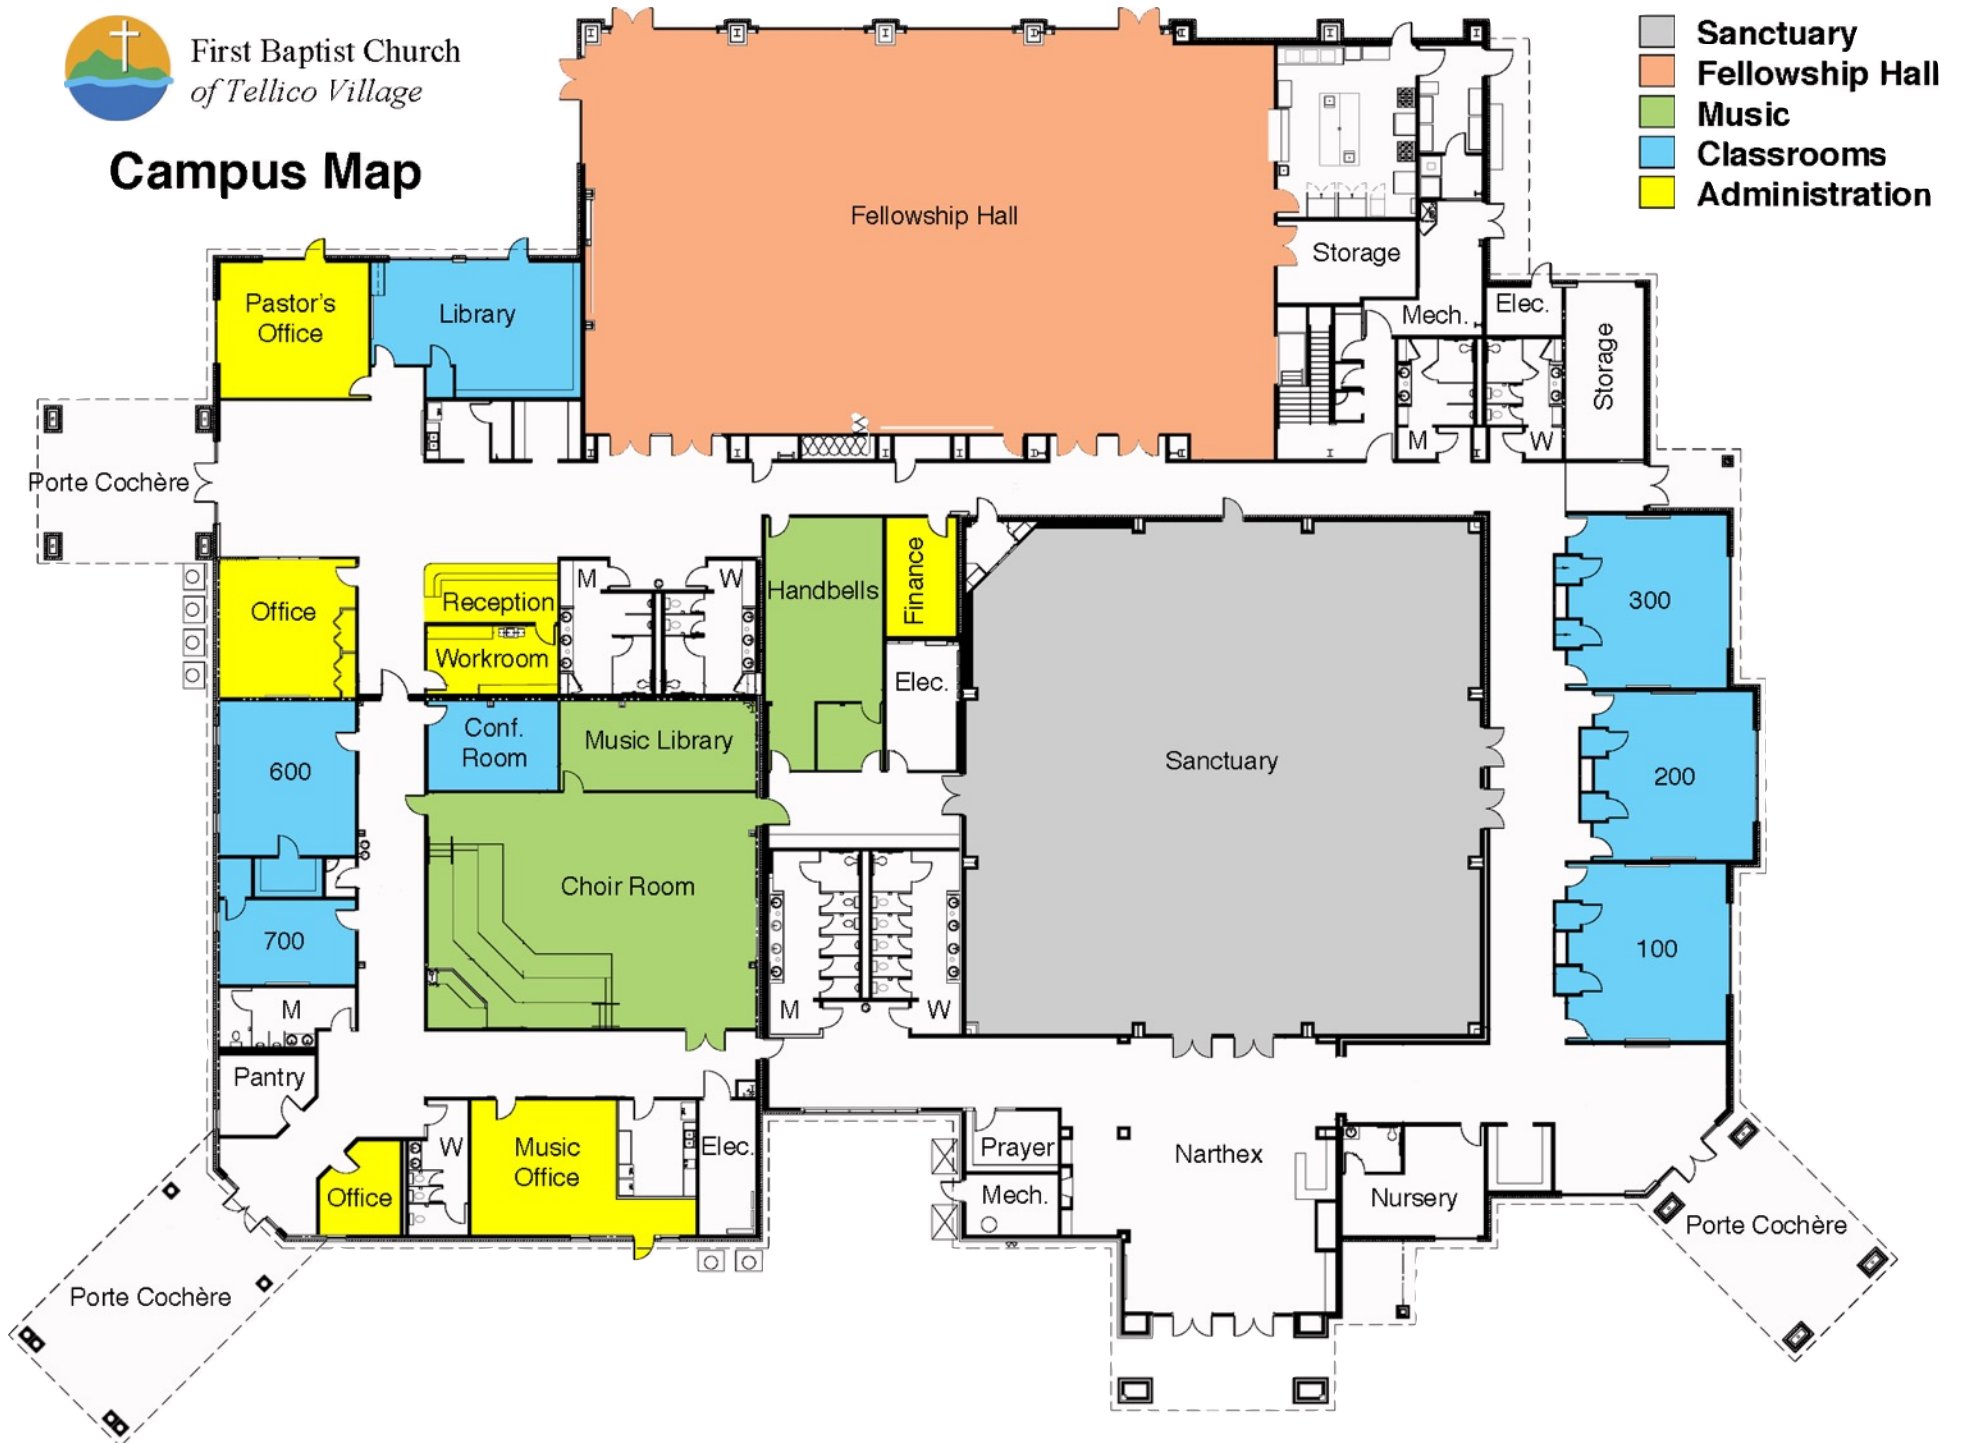 First Baptist Church
of Tellico Village
Campus Map
Sanctuary
Fellowship Hall
Music
Classrooms
Administration
Fellowship Hall
Storage
Mech.
Elec.
Storage
M
W
Pastor's
Office
Library
Porte Cochère
Office
Reception
Workroom
M
W
Handbells
Finance
Elec.
Conf.
Room
Music Library
600
700
Choir Room
Sanctuary
300
200
100
M
W
M
Pantry
Office
W
Music
Office
Elec.
Prayer
Mech.
Narthex
Nursery
Porte Cochère
Porte Cochère